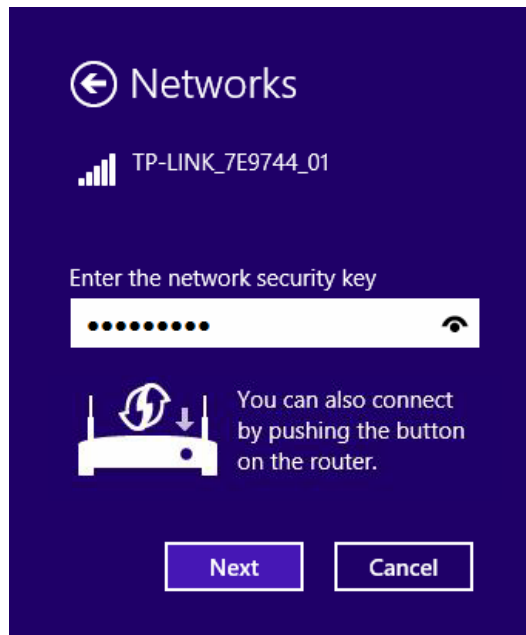 Networks
TP-LINK_7E9744_01
Enter the network security key
•••••••••
You can also connect
by pushing the button
on the router.
Next
Cancel